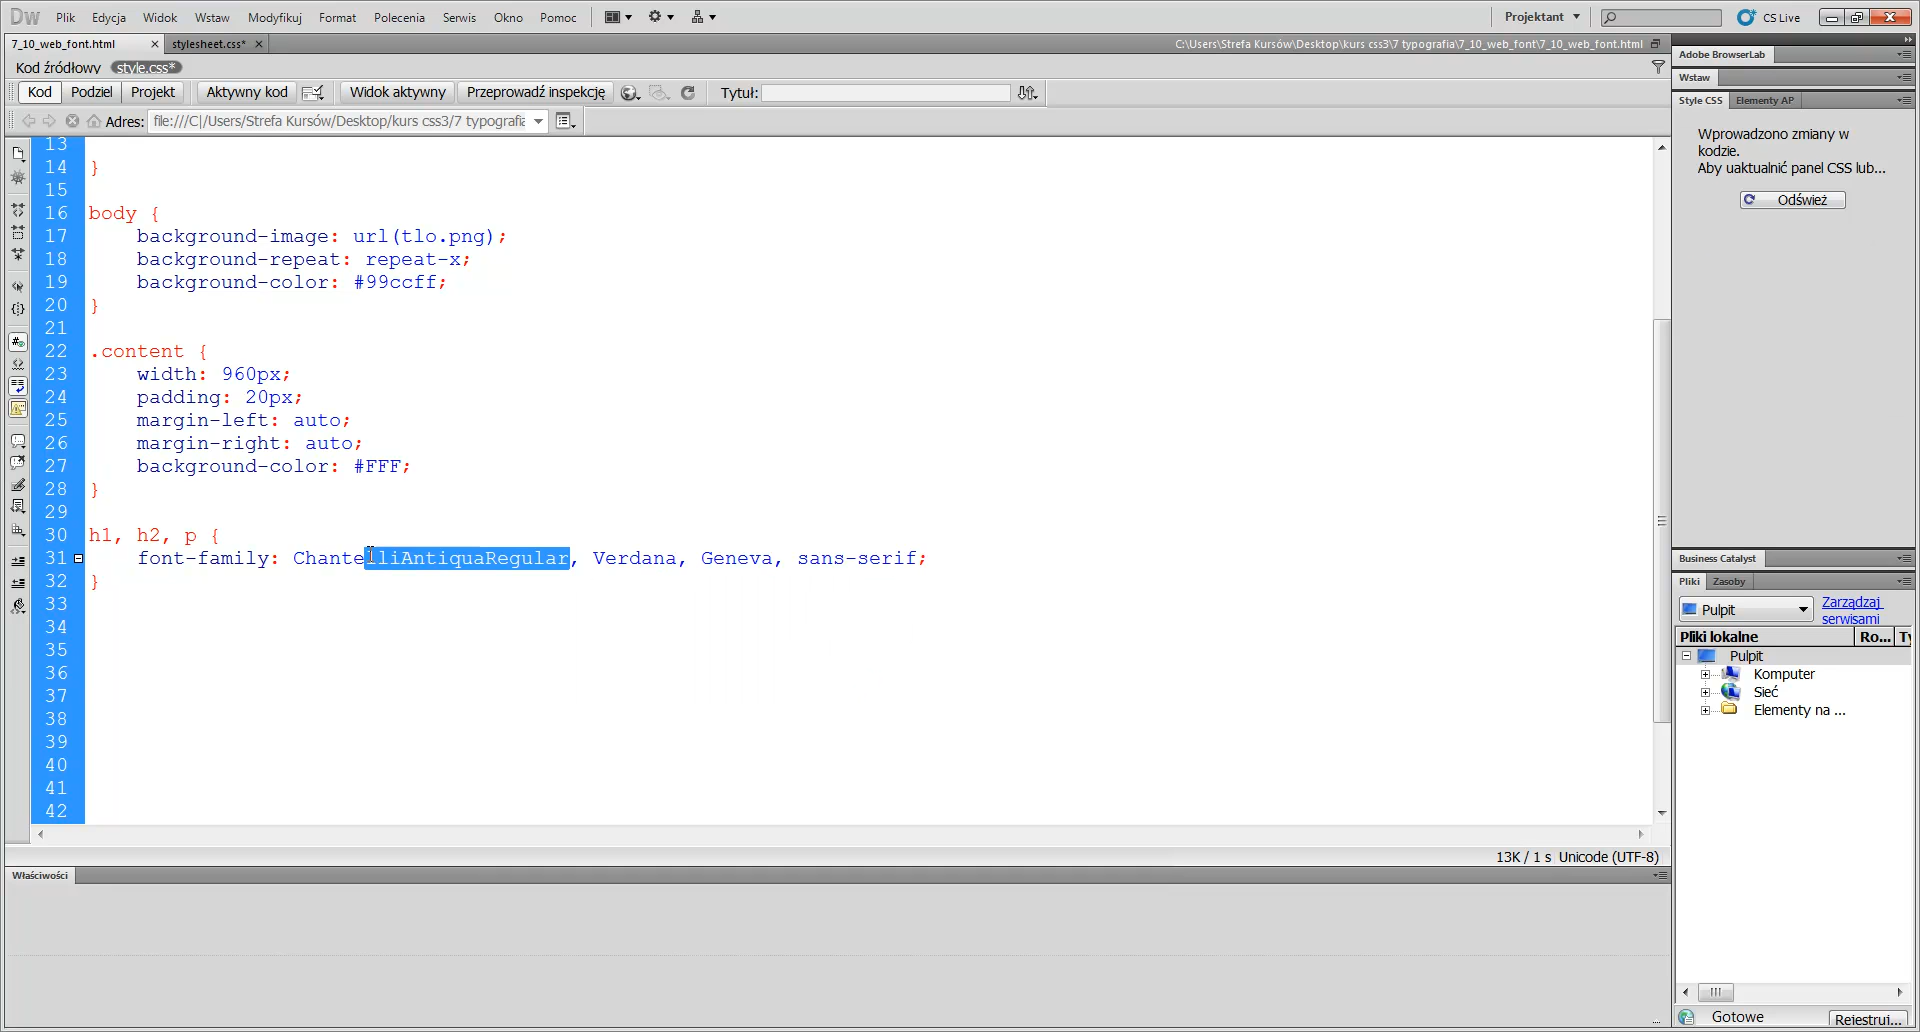 Dw Plik Edycja Widok Wstaw Modyfikuj Format Polecenia Serwis Okno Pomoc Projektant CS Live
7_10_web_font.html stylesheet.css* C:\Users\Strefa Kursów\Desktop\kurs css3\7 typografia\7_10_web_font\7_10_web_font.html
Kod źródłowy style.css*
Kod Podziel Projekt Aktywny kod Widok aktywny Przeprowadź inspekcję Tytuł:
Adres: file:///C|/Users/Strefa Kursów/Desktop/kurs css3/7 typografia
13
14 }
15
16 body {
17 background-image: url(tlo.png);
18 background-repeat: repeat-x;
19 background-color: #99ccff;
20 }
21
22 .content {
23 width: 960px;
24 padding: 20px;
25 margin-left: auto;
26 margin-right: auto;
27 background-color: #FFF;
28 }
29
30 h1, h2, p {
31 font-family: ChantelliAntiquaRegular, Verdana, Geneva, sans-serif;
32 }
33
34
35
36
37
38
39
40
41
42
13K / 1 s Unicode (UTF-8)
Właściwości
Adobe BrowserLab
Wstaw
Style CSS Elementy AP
Wprowadzono zmiany w
kodzie.
Aby uaktualnić panel CSS lub...
Odśwież
Business Catalyst
Pliki Zasoby
Pulpit Zarządzaj
serwisami
Pliki lokalne Ro... Ty
Pulpit
Komputer
Sieć
Elementy na ...
Gotowe Rejestruj...